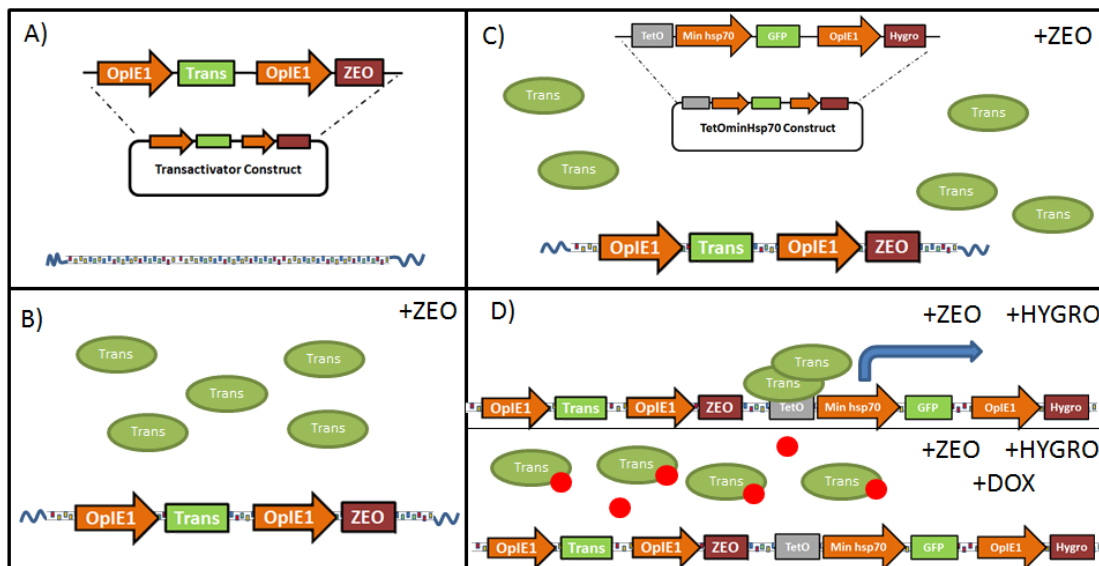 A)
OpIE1 Trans OpIE1 ZEO
Transactivator Construct
B)
+ZEO
Trans
Trans
Trans
Trans
Trans
OpIE1 Trans OpIE1 ZEO
C)
+ZEO
TetO Min hsp70 GFP OpIE1 Hygro
TetOminHsp70 Construct
Trans
Trans
Trans
Trans
Trans
OpIE1 Trans OpIE1 ZEO
D)
+ZEO +HYGRO
Trans
Trans
OpIE1 Trans OpIE1 ZEO TetO Min hsp70 GFP OpIE1 Hygro
+ZEO +HYGRO
+DOX
Trans
Trans
Trans
Trans
OpIE1 Trans OpIE1 ZEO TetO Min hsp70 GFP OpIE1 Hygro